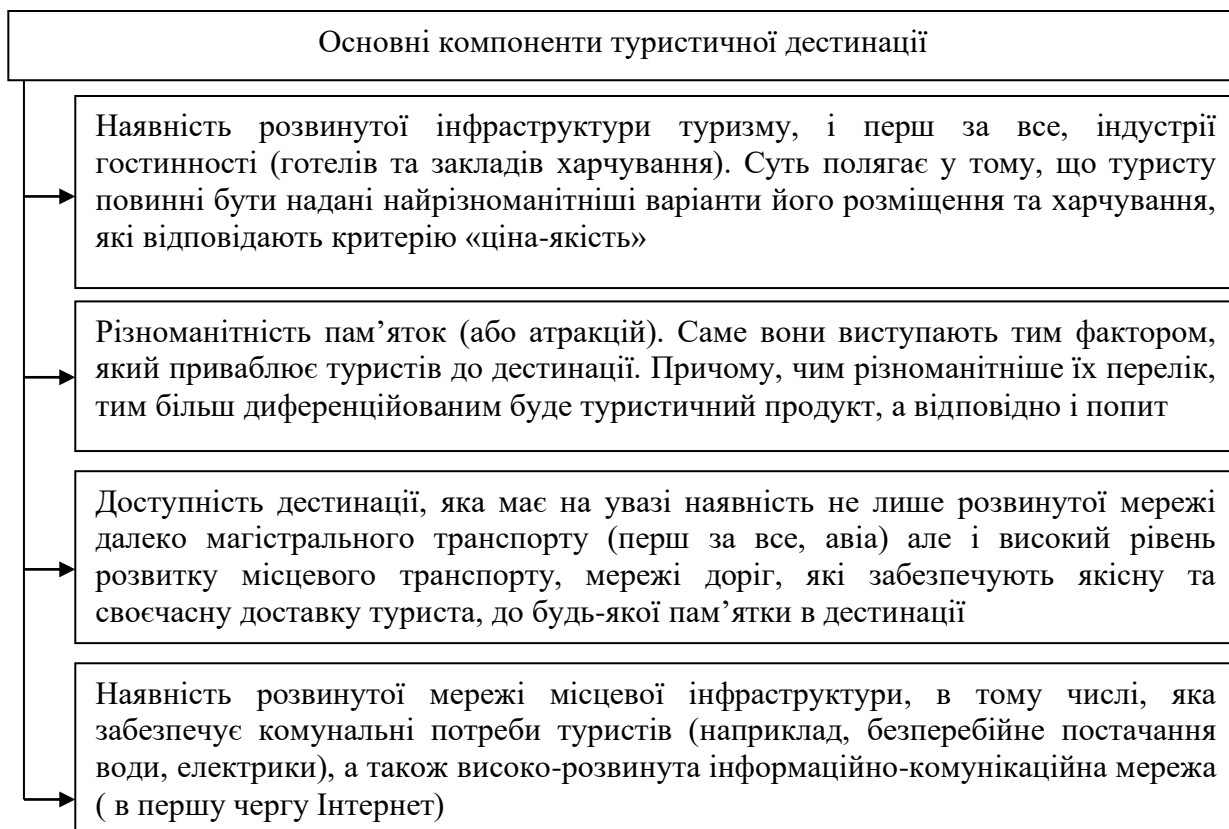 Основні компоненти туристичної дестинації
Наявність розвинутої інфраструктури туризму, і перш за все, індустрії
гостинності (готелів та закладів харчування). Суть полягає у тому, що туристу
повинні бути надані найрізноманітніші варіанти його розміщення та харчування,
які відповідають критерію «ціна-якість»
Різноманітність пам’яток (або атракцій). Саме вони виступають тим фактором,
який приваблює туристів до дестинації. Причому, чим різноманітніше їх перелік,
тим більш диференційованим буде туристичний продукт, а відповідно і попит
Доступність дестинації, яка має на увазі наявність не лише розвинутої мережі
далеко магістрального транспорту (перш за все, авіа) але і високий рівень
розвитку місцевого транспорту, мережі доріг, які забезпечують якісну та
своєчасну доставку туриста, до будь-якої пам’ятки в дестинації
Наявність розвинутої мережі місцевої інфраструктури, в тому числі, яка
забезпечує комунальні потреби туристів (наприклад, безперебійне постачання
води, електрики), а також високо-розвинута інформаційно-комунікаційна мережа
( в першу чергу Інтернет)